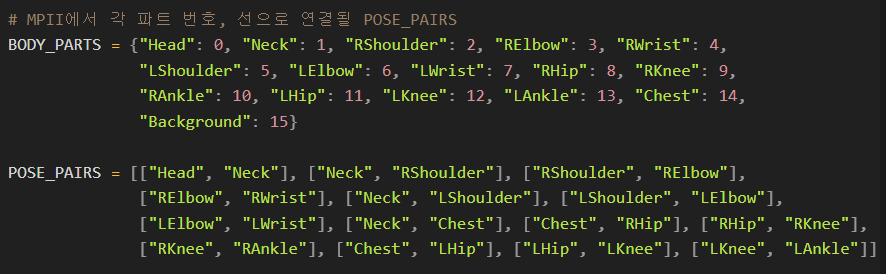 # MPII에서 각 파트 번호, 선으로 연결될 POSE_PAIRS
BODY_PARTS = {"Head": 0, "Neck": 1, "RShoulder": 2, "RElbow": 3, "RWrist": 4,
"LShoulder": 5, "LElbow": 6, "LWrist": 7, "RHip": 8, "RKnee": 9,
"RAnkle": 10, "LHip": 11, "LKnee": 12, "LAnkle": 13, "Chest": 14,
"Background": 15}
POSE_PAIRS = [["Head", "Neck"], ["Neck", "RShoulder"], ["RShoulder", "RElbow"],
["RElbow", "RWrist"], ["Neck", "LShoulder"], ["LShoulder", "LElbow"],
["LElbow", "LWrist"], ["Neck", "Chest"], ["Chest", "RHip"], ["RHip", "RKnee"],
["RKnee", "RAnkle"], ["Chest", "LHip"], ["LHip", "LKnee"], ["LKnee", "LAnkle"]]